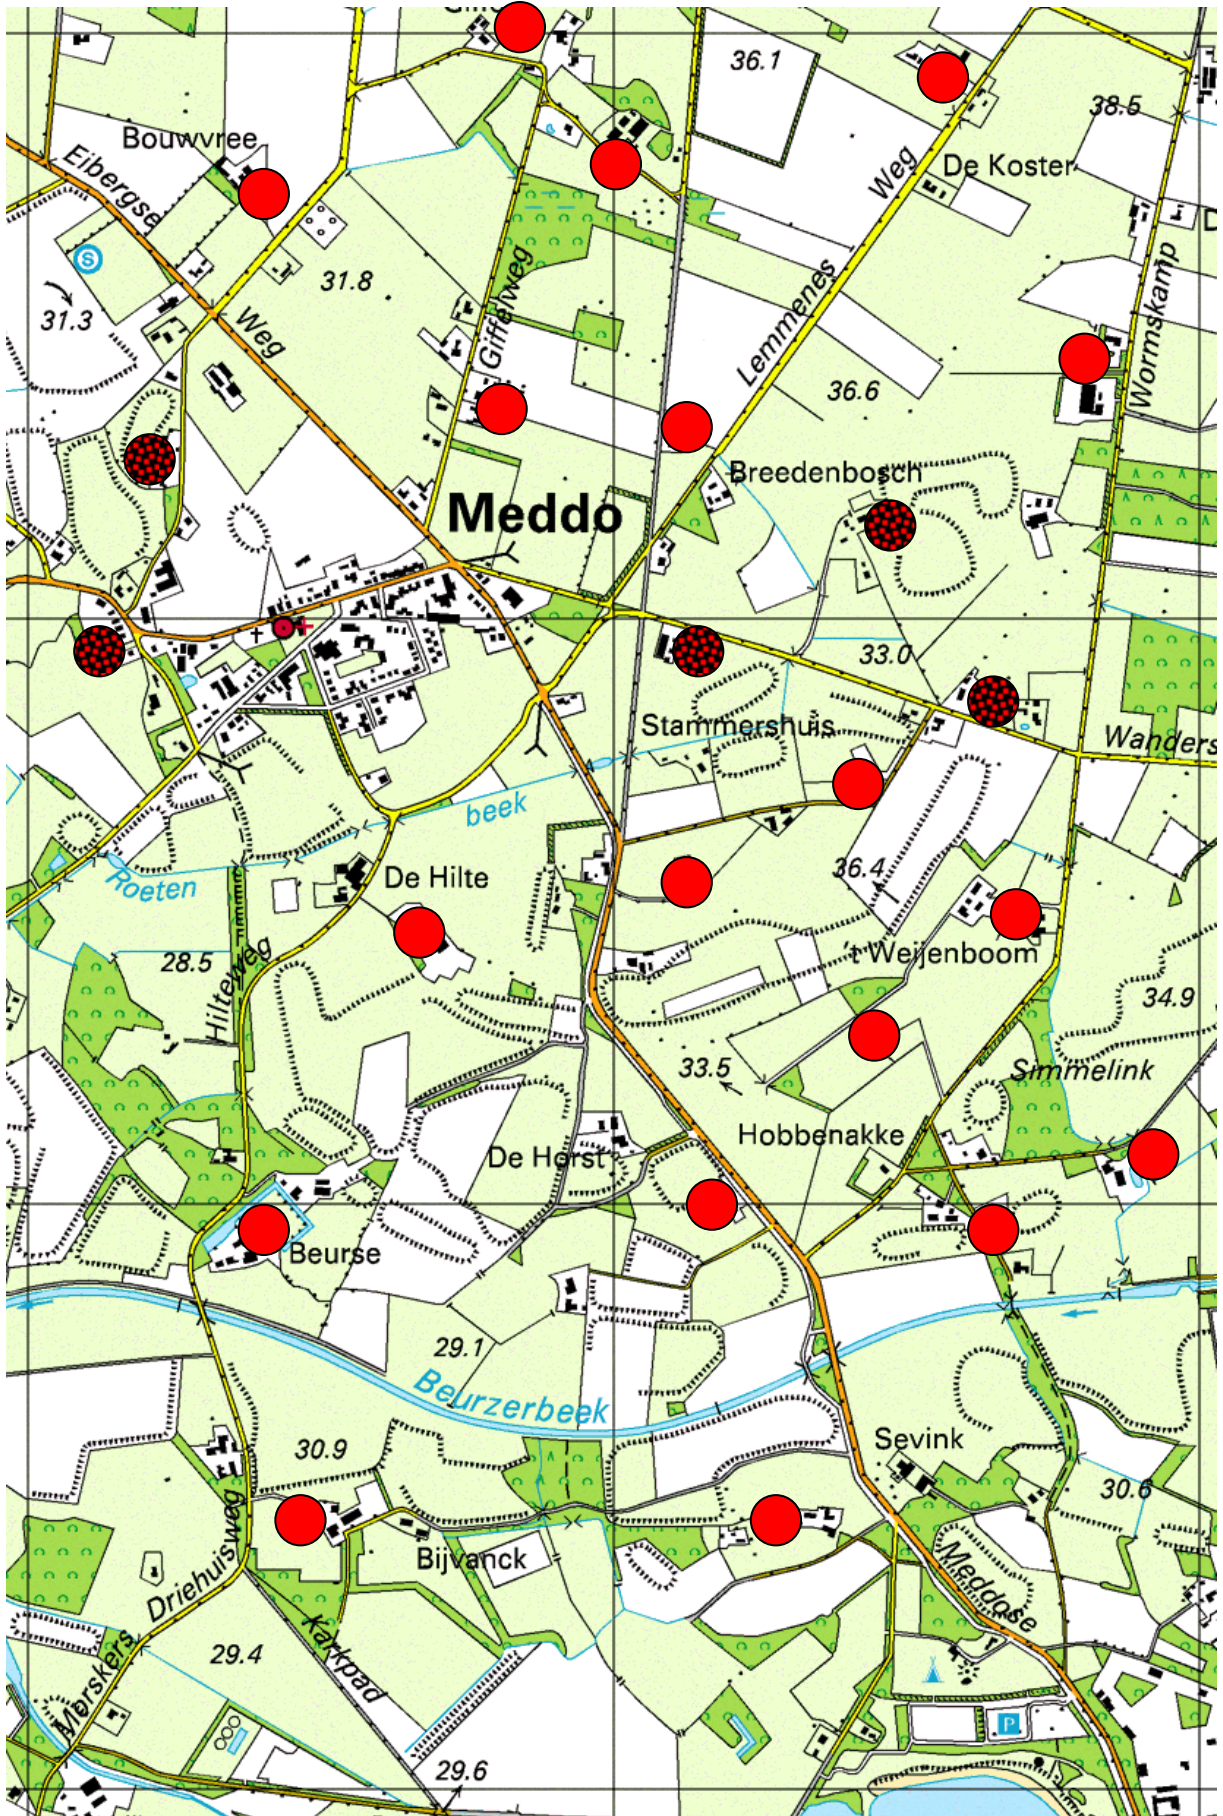 36.1
38.5
Bouwvree
Eibergse
Weg
De Koster
Weg
31.8
Giffelweg
Lemmenes
Wormskamp
31.3
Weg
36.6
Breedenbosch
Meddo
33.0
Stammershuis
Wanders
beek
De Hilte
Roeten
36.4
28.5
Hilteweg
't Weijenboom
34.9
33.5
Simmelink
De Horst
Hobbenakke
Beurse
29.1
Beurzerbeek
30.9
Sevink
30.6
Bijvanck
Driehuisweg
Meddose
Karkpad
29.4
Morskers
P
29.6